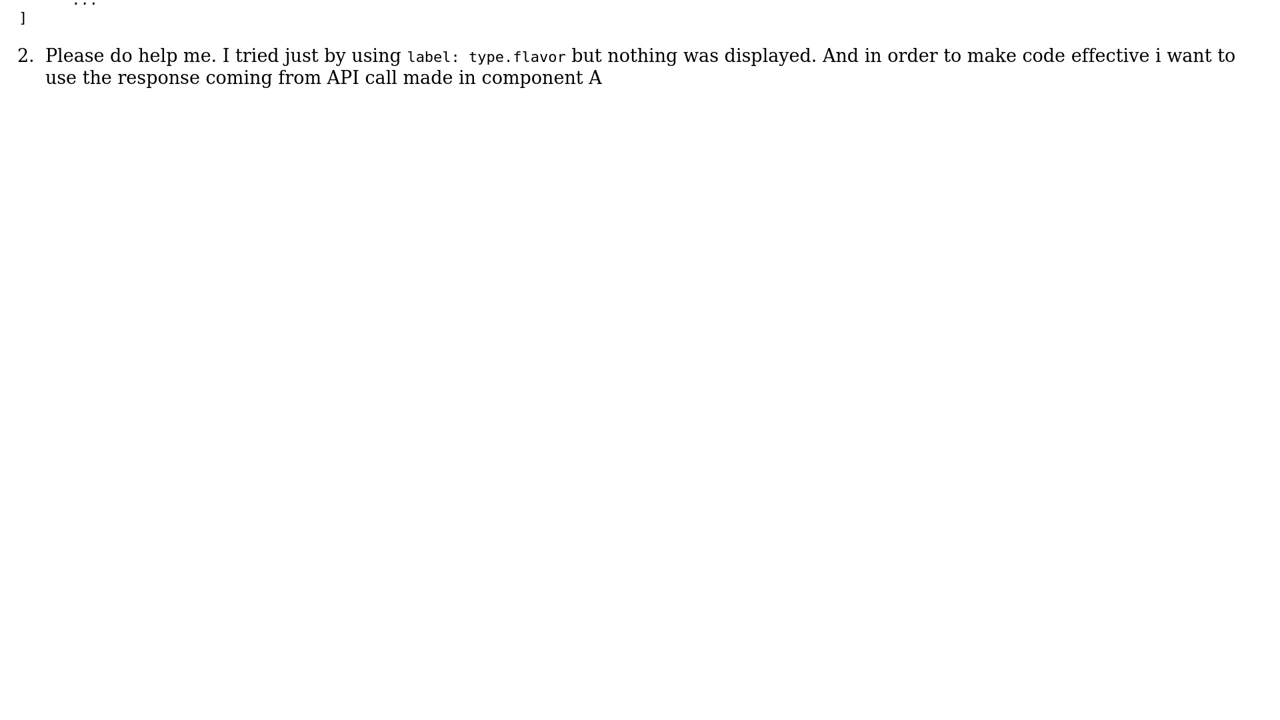 ...
]
2. Please do help me. I tried just by using label: type.flavor but nothing was displayed. And in order to make code effective i want to
use the response coming from API call made in component A